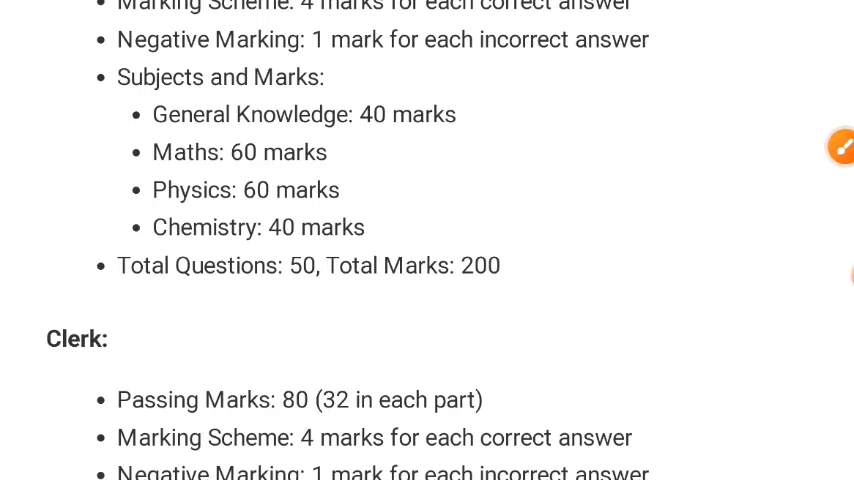 • Marking Scheme: 4 marks for each correct answer
• Negative Marking: 1 mark for each incorrect answer
• Subjects and Marks:
• General Knowledge: 40 marks
• Maths: 60 marks
• Physics: 60 marks
• Chemistry: 40 marks
• Total Questions: 50, Total Marks: 200
Clerk:
• Passing Marks: 80 (32 in each part)
• Marking Scheme: 4 marks for each correct answer
• Negative Marking: 1 mark for each incorrect answer